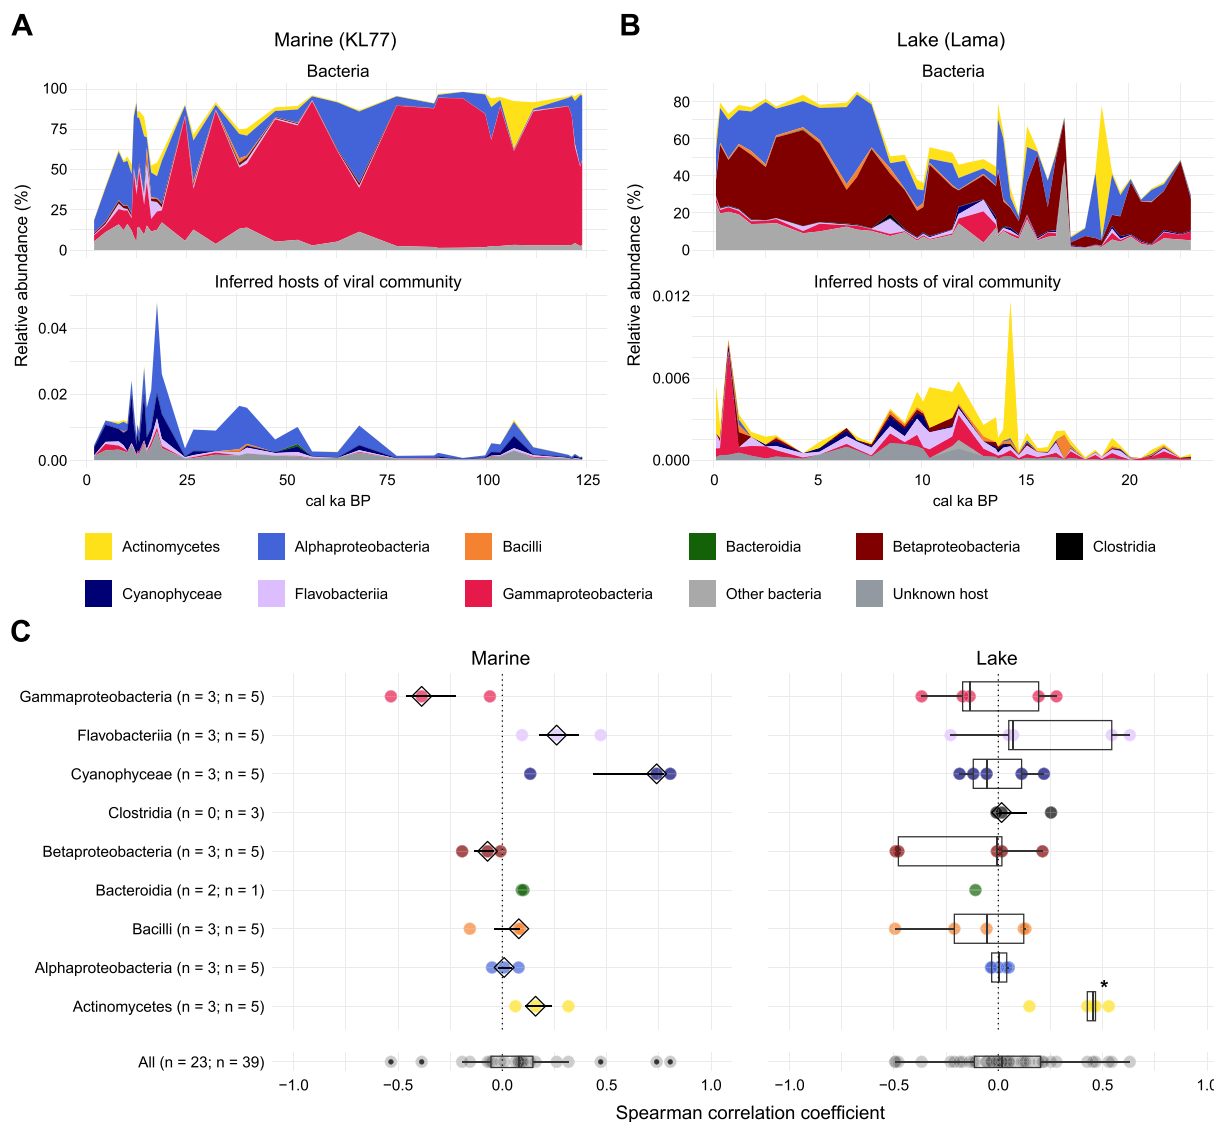 A
Marine (KL77)
Bacteria
100
75
50
25
0
Inferred hosts of viral community
0.04
0.02
0.00
0 25 50 75 100 125
cal ka BP
Relative abundance (%)
B
Lake (Lama)
Bacteria
80
60
40
20
0
Inferred hosts of viral community
0.012
0.006
0.000
0 5 10 15 20
cal ka BP
Relative abundance (%)
Actinomycetes Alphaproteobacteria Bacilli Bacteroidia Betaproteobacteria Clostridia
Cyanophyceae Flavobacteriia Gammaproteobacteria Other bacteria Unknown host
C
Marine Lake
Gammaproteobacteria (n = 3; n = 5)
Flavobacteriia (n = 3; n = 5)
Cyanophyceae (n = 3; n = 5)
Clostridia (n = 0; n = 3)
Betaproteobacteria (n = 3; n = 5)
Bacteroidia (n = 2; n = 1)
Bacilli (n = 3; n = 5)
Alphaproteobacteria (n = 3; n = 5)
*
Actinomycetes (n = 3; n = 5)
All (n = 23; n = 39)
−1.0 −0.5 0.0 0.5 1.0 −1.0 −0.5 0.0 0.5
Spearman correlation coefficient